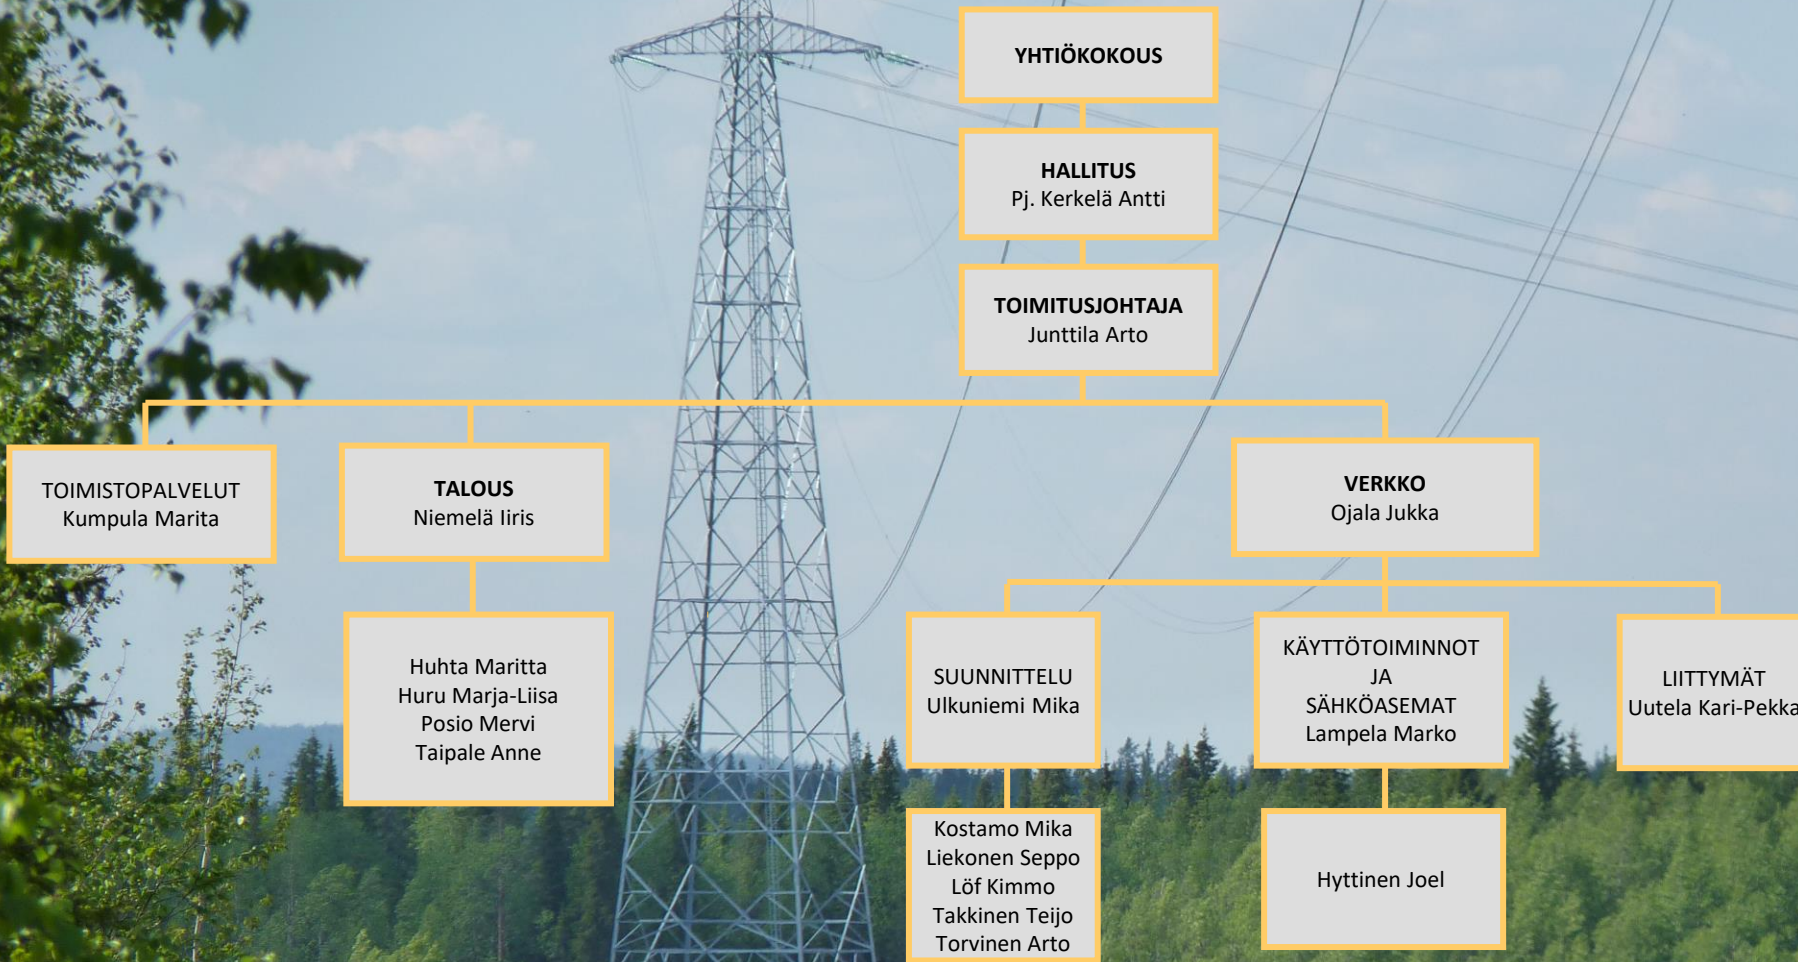 YHTIÖKOKOUS
HALLITUS
Pj. Kerkelä Antti
TOIMITUSJOHTAJA
Junttila Arto
TOIMISTOPALVELUT
Kumpula Marita
TALOUS
Niemelä Iiris
VERKKO
Ojala Jukka
Huhta Maritta
Huru Marja-Liisa
Posio Mervi
Taipale Anne
SUUNNITTELU
Ulkuniemi Mika
KÄYTTÖTOIMINNOT
JA
SÄHKÖASEMAT
Lampela Marko
LIITTYMÄT
Uutela Kari-Pekka
Kostamo Mika
Liekonen Seppo
Löf Kimmo
Takkinen Teijo
Torvinen Arto
Hyttinen Joel